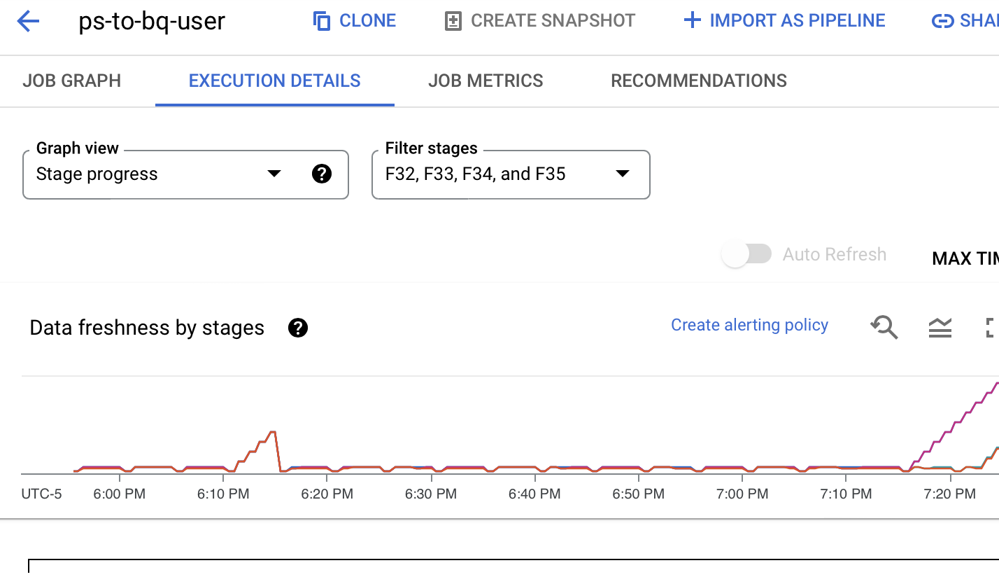 ps-to-bq-user CLONE CREATE SNAPSHOT IMPORT AS PIPELINE
JOB GRAPH EXECUTION DETAILS JOB METRICS RECOMMENDATIONS
Graph view Filter stages
Stage progress F32, F33, F34, and F35
Auto Refresh MAX
Data freshness by stages Create alerting policy
UTC-5 6:00 PM 6:10 PM 6:20 PM 6:30 PM 6:40 PM 6:50 PM 7:00 PM 7:10 PM 7:20 PM